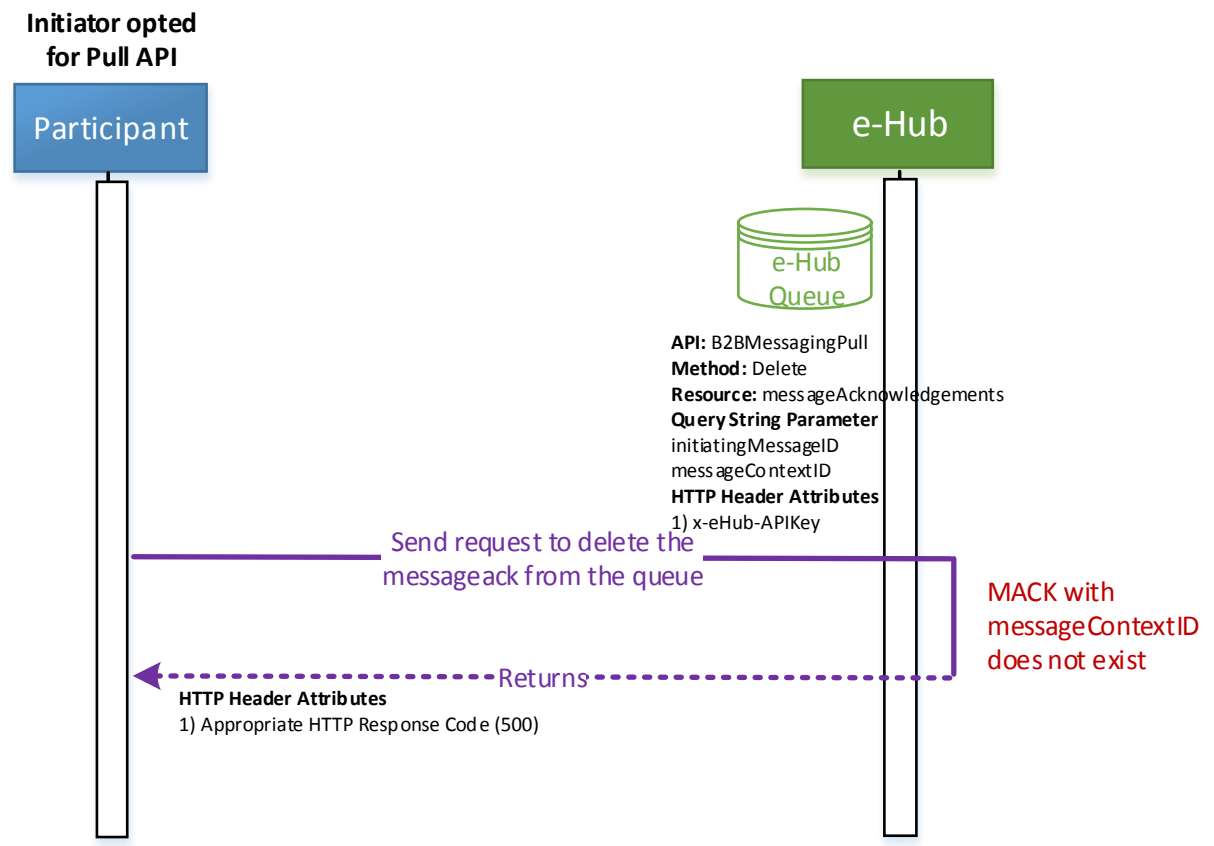 Initiator opted
for Pull API
Participant
e-Hub
e-Hub
Queue
API: B2BMessagingPull
Method: Delete
Resource: messageAcknowledgements
Query String Parameter
initiatingMessageID
messageContextID
HTTP Header Attributes
1) x-eHub-APIKey
Send request to delete the
messageack from the queue
MACK with
messageContextID
does not exist
Returns
HTTP Header Attributes
1) Appropriate HTTP Response Code (500)